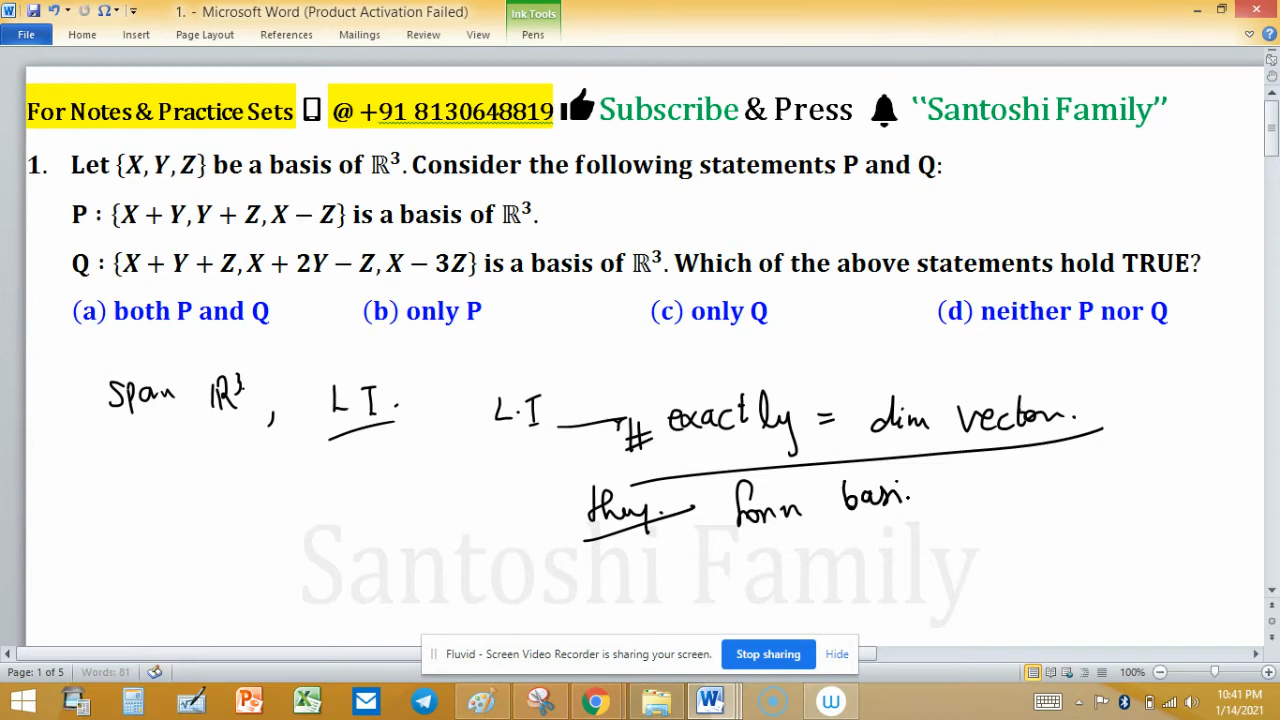 1. - Microsoft Word (Product Activation Failed)
Ink Tools
File Home Insert Page Layout References Mailings Review View Pens
For Notes & Practice Sets @ +91 8130648819 Subscribe & Press "Santoshi Family"
1. Let {X, Y, Z} be a basis of ℝ³. Consider the following statements P and Q:
P : {X + Y, Y + Z, X − Z} is a basis of ℝ³.
Q : {X + Y + Z, X + 2Y − Z, X − 3Z} is a basis of ℝ³. Which of the above statements hold TRUE?
(a) both P and Q (b) only P (c) only Q (d) neither P nor Q
Span ℝ³, L I. L.I → # exactly = dim vector.
they form basi.
Santoshi Family
Fluvid - Screen Video Recorder is sharing your screen. Stop sharing Hide
Page: 1 of 5 Words: 81 100%
10:41 PM
1/14/2021